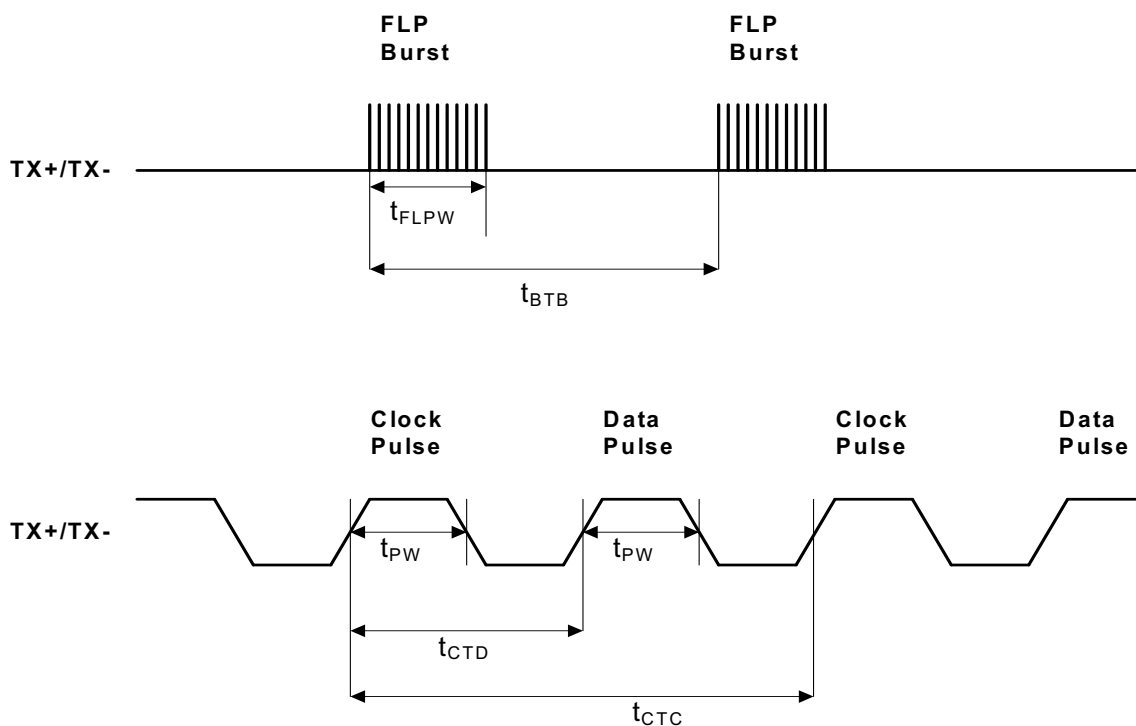 FLP
Burst
FLP
Burst
TX+/TX-
tFLPW
tBTB
Clock
Pulse
Data
Pulse
Clock
Pulse
Data
Pulse
TX+/TX-
tPW
tPW
tCTD
tCTC